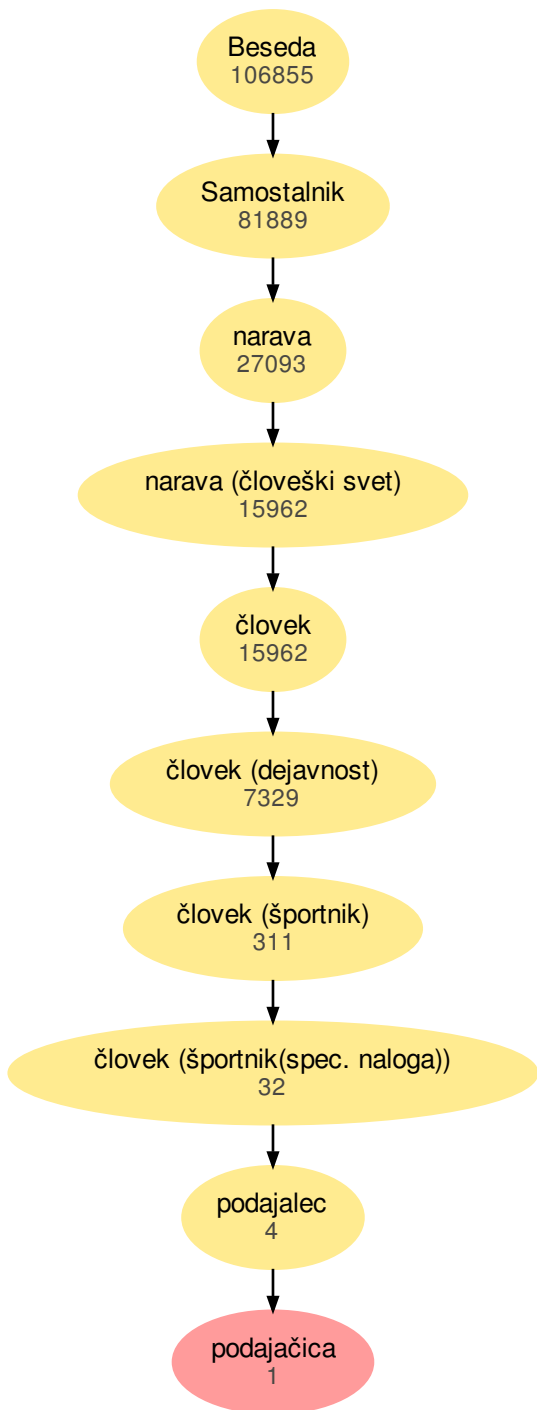 Beseda
106855
Samostalnik
81889
narava
27093
narava (človeški svet)
15962
človek
15962
človek (dejavnost)
7329
človek (športnik)
311
človek (športnik(spec. naloga))
32
podajalec
4
podajačica
1